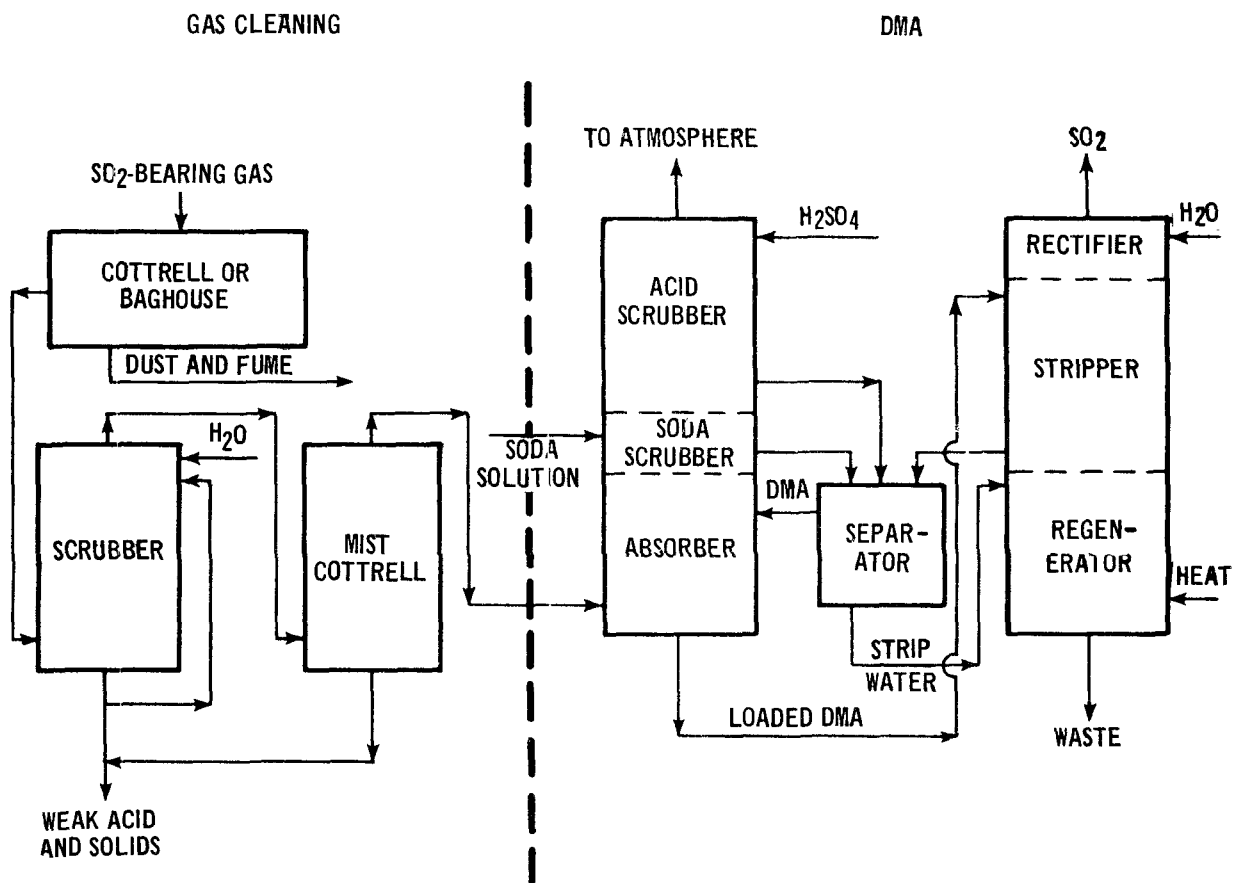 GAS CLEANING
DMA
SO2-BEARING GAS
COTTRELL OR
BAGHOUSE
DUST AND FUME
H2O
SCRUBBER
MIST
COTTRELL
WEAK ACID
AND SOLIDS
TO ATMOSPHERE
H2SO4
ACID
SCRUBBER
SODA
SOLUTION
SODA
SCRUBBER
DMA
ABSORBER
SEPAR-
ATOR
STRIP
WATER
LOADED DMA
SO2
H2O
RECTIFIER
STRIPPER
REGEN-
ERATOR
HEAT
WASTE